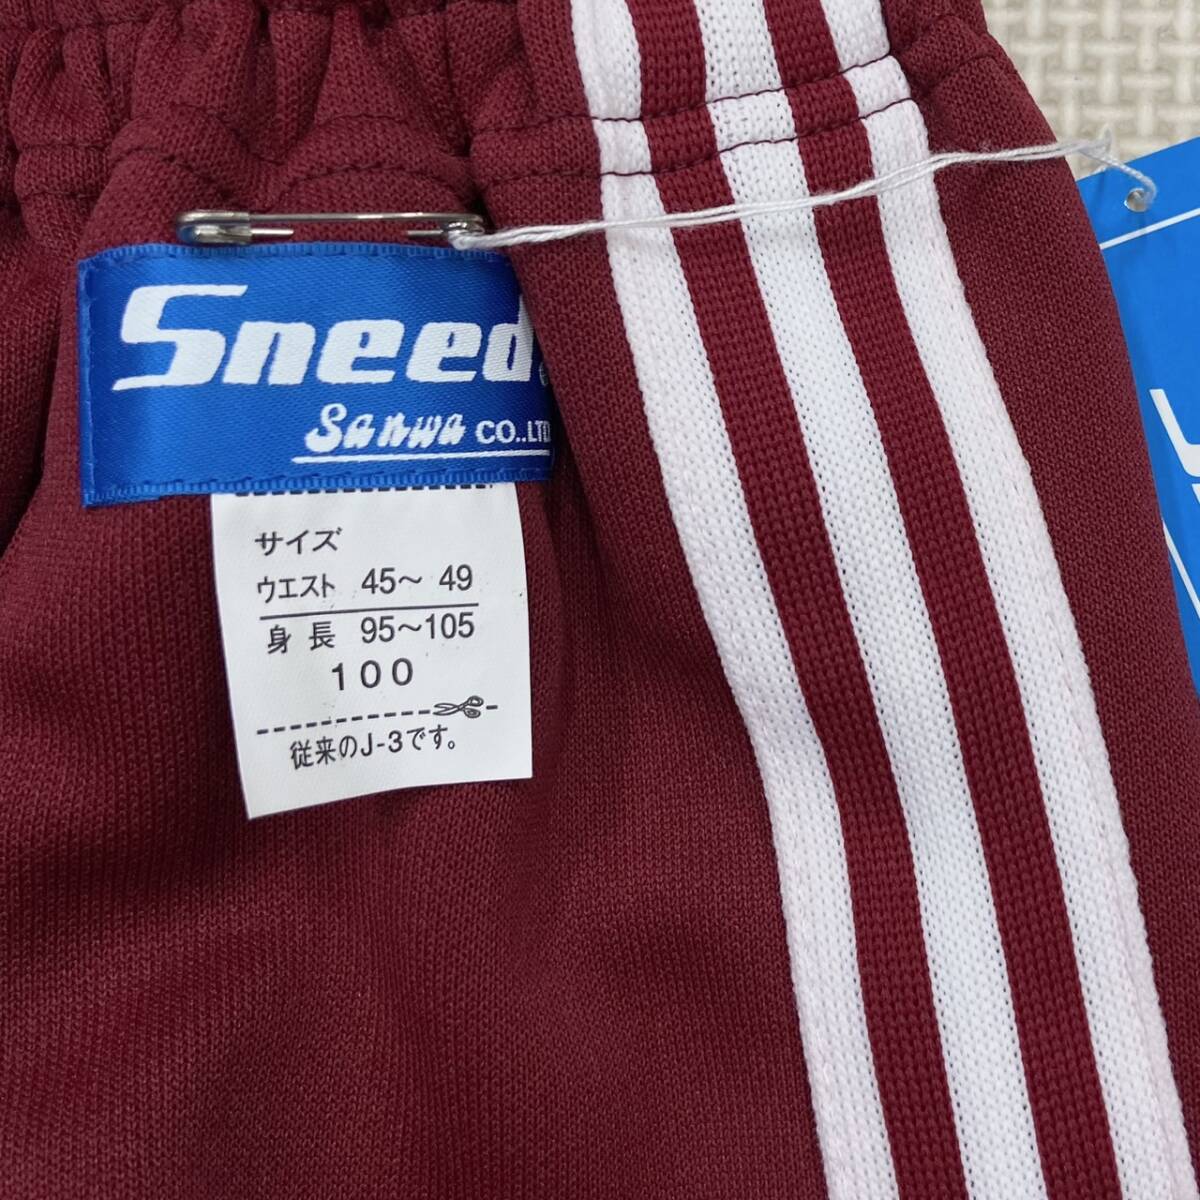 Sneed
Sanwa CO.,LTD
サイズ
ウエスト 45～ 49
身長 95～105
100
従来のJ-3です。